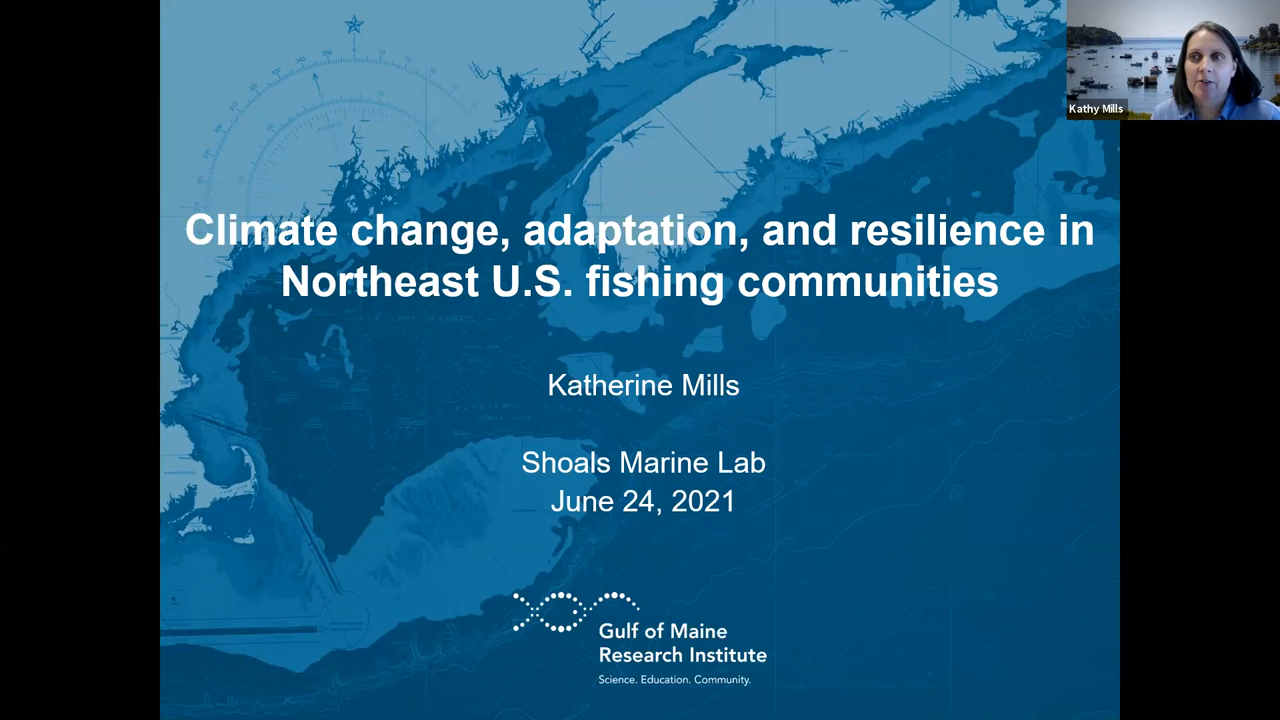 Kathy Mills
Climate change, adaptation, and resilience in
Northeast U.S. fishing communities
Katherine Mills
Shoals Marine Lab
June 24, 2021
Gulf of Maine
Research Institute
Science. Education. Community.